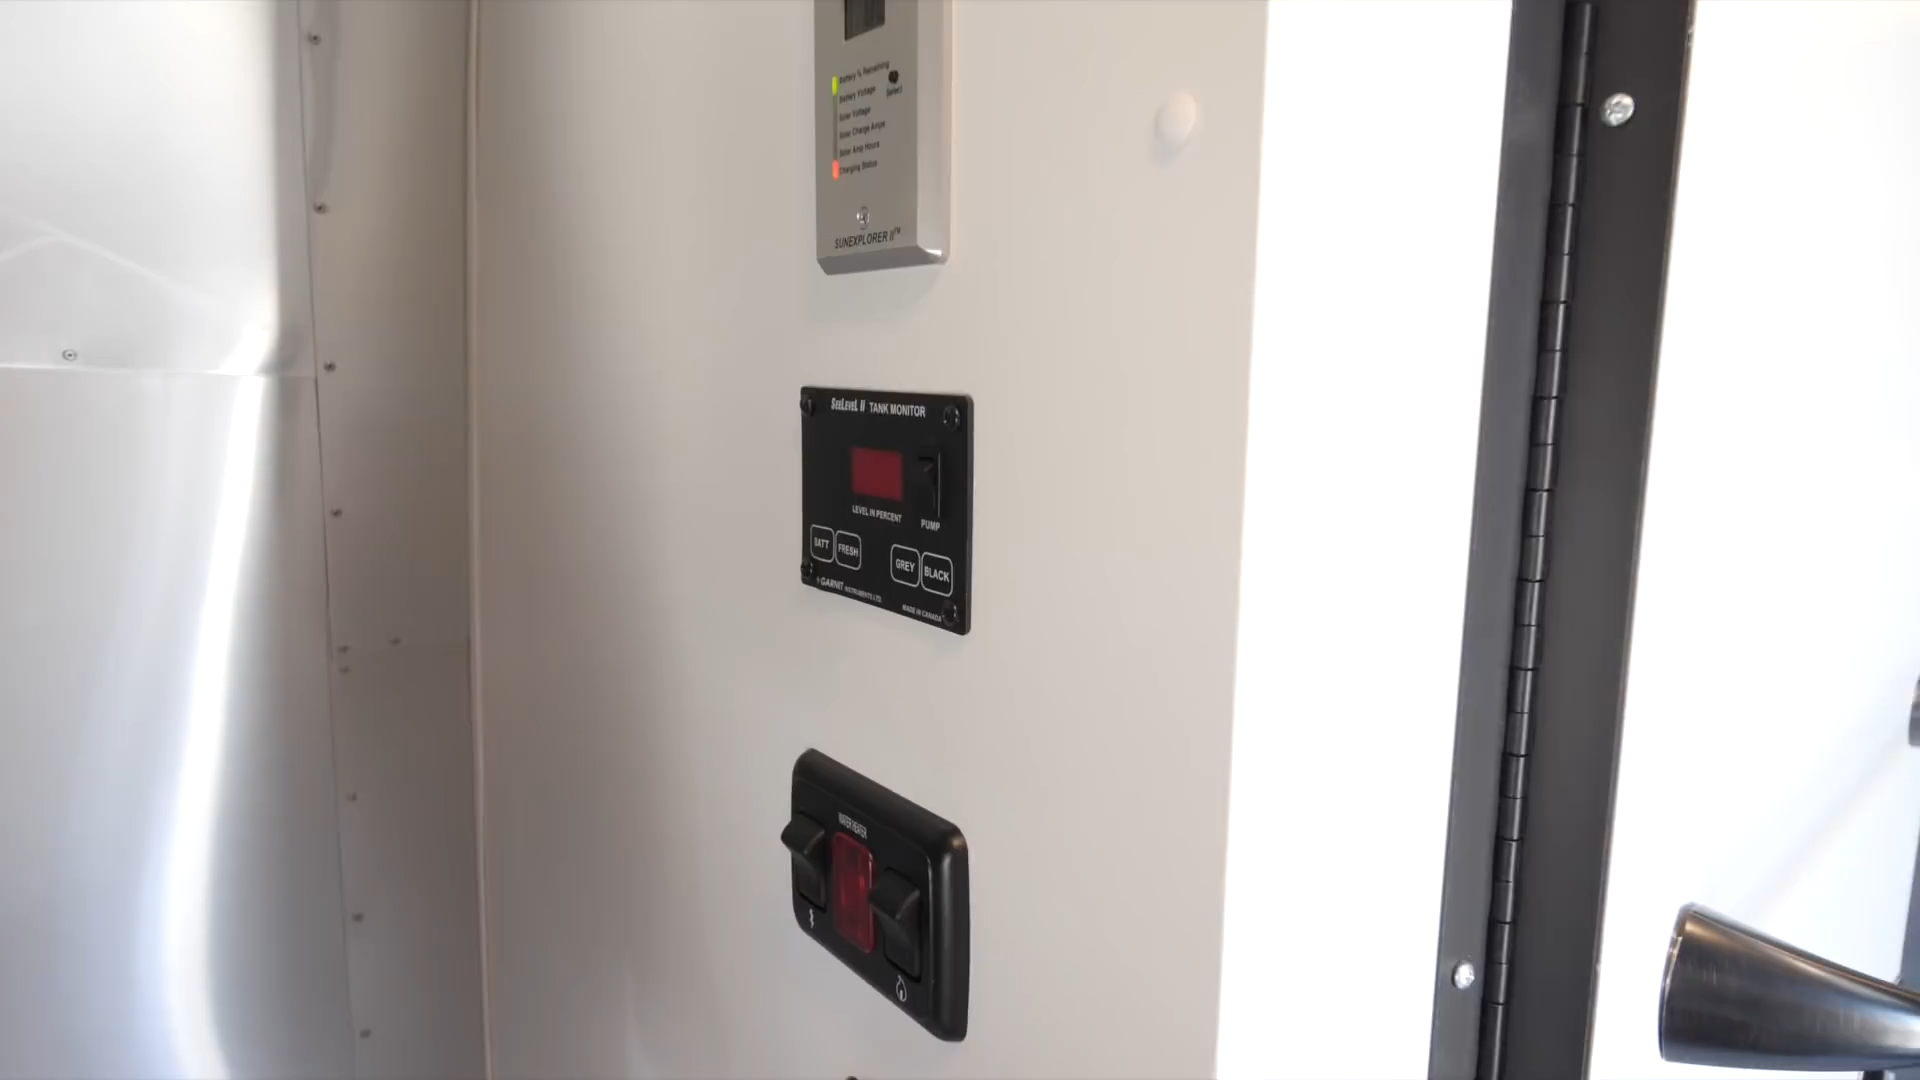 Battery % Remaining
Select
Battery Voltage
Solar Voltage
Solar Charge Amps
Solar Amp Hours
Charging Status
SUNEXPLORER II™
SEELEVEL II TANK MONITOR
LEVEL IN PERCENT
PUMP
BATT
FRESH
GREY
BLACK
GARNET INSTRUMENTS LTD.
MADE IN CANADA
WATER HEATER